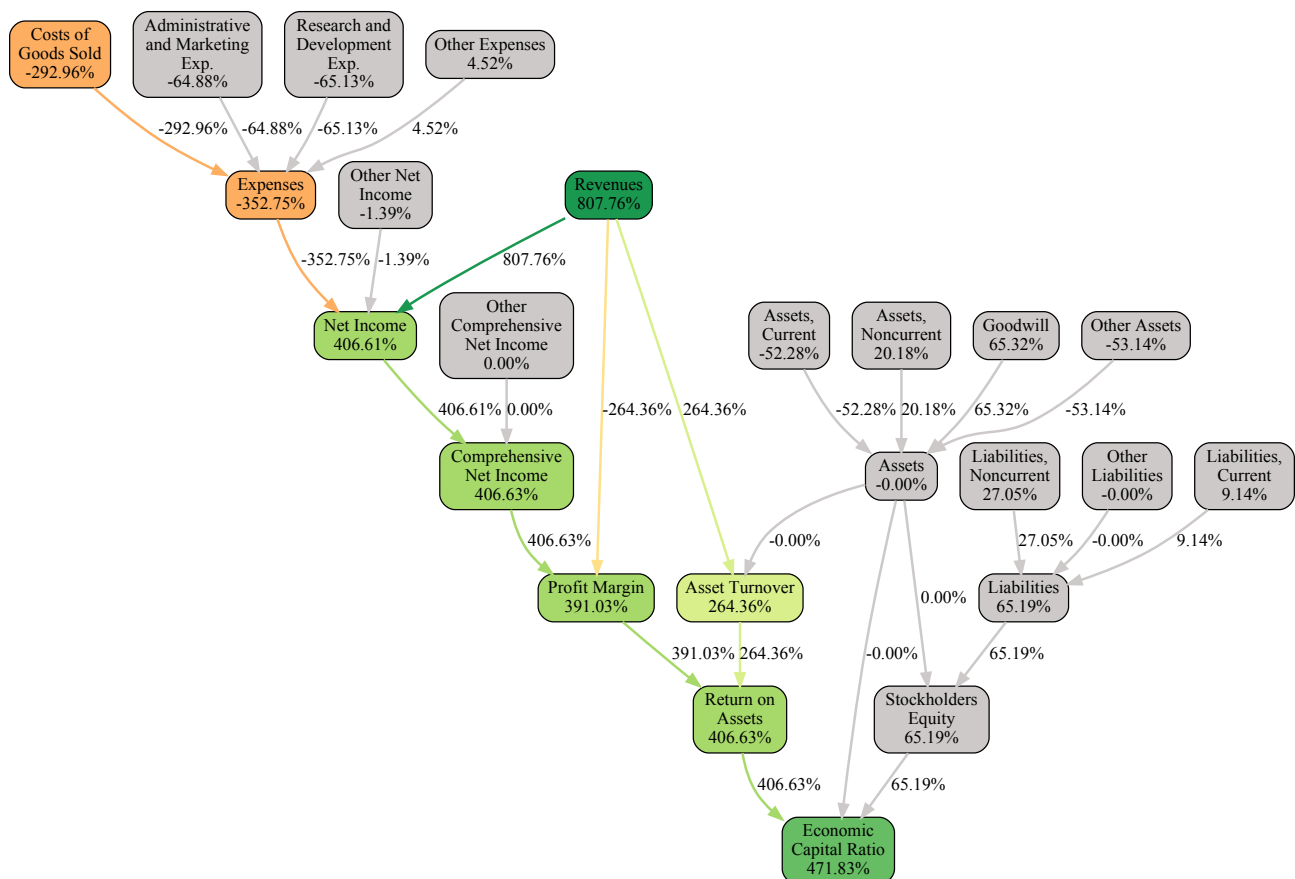 Costs of
Goods Sold
-292.96%
Administrative
and Marketing
Exp.
-64.88%
Research and
Development
Exp.
-65.13%
Other Expenses
4.52%
-292.96%
-64.88%
-65.13%
4.52%
Expenses
-352.75%
Other Net
Income
-1.39%
Revenues
807.76%
-352.75%
-1.39%
807.76%
Net Income
406.61%
Other
Comprehensive
Net Income
0.00%
Assets,
Current
-52.28%
Assets,
Noncurrent
20.18%
Goodwill
65.32%
Other Assets
-53.14%
406.61%
0.00%
-264.36%
264.36%
-52.28%
20.18%
65.32%
-53.14%
Comprehensive
Net Income
406.63%
Assets
-0.00%
Liabilities,
Noncurrent
27.05%
Other
Liabilities
-0.00%
Liabilities,
Current
9.14%
406.63%
-0.00%
27.05%
-0.00%
9.14%
Profit Margin
391.03%
Asset Turnover
264.36%
0.00%
Liabilities
65.19%
391.03%
264.36%
-0.00%
65.19%
Return on
Assets
406.63%
Stockholders
Equity
65.19%
406.63%
65.19%
Economic
Capital Ratio
471.83%